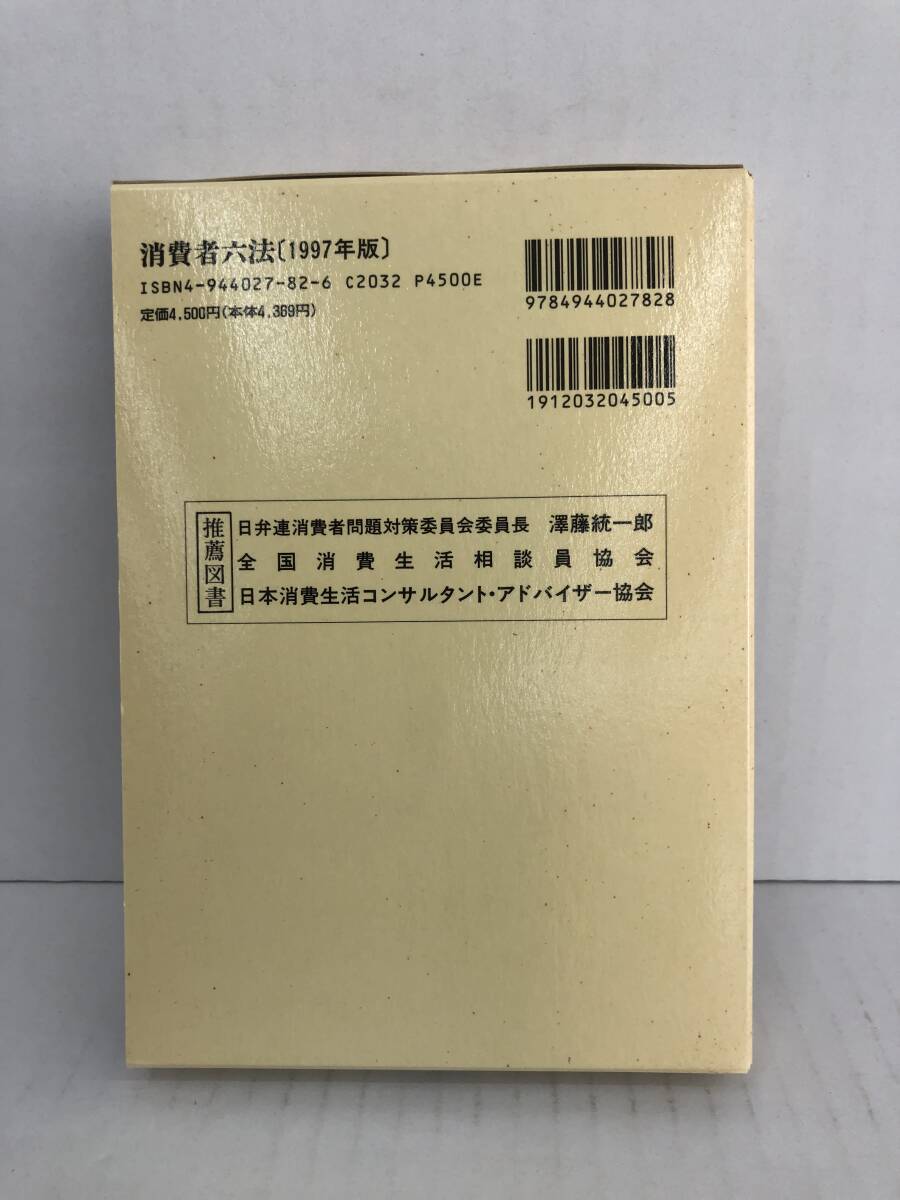 消費者六法〔1997年版〕
ISBN4-944027-82-6 C2032 P4500E
定価4,500円(本体4,369円)
9784944027828
1912032045005
推薦図書
日弁連消費者問題対策委員会委員長 澤藤統一郎
全国消費生活相談員協会
日本消費生活コンサルタント・アドバイザー協会